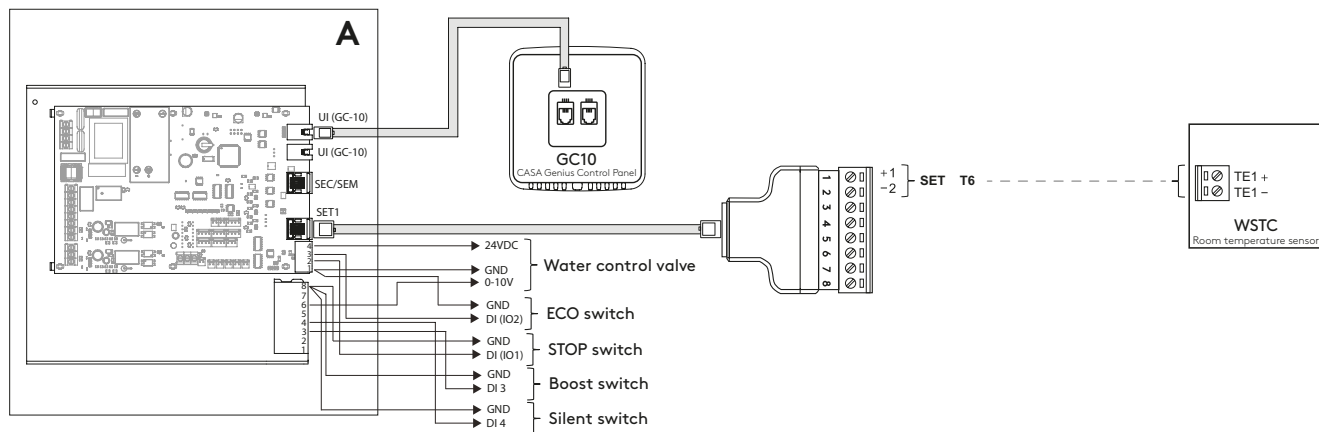 A
UI (GC-10)
UI (GC-10)
SEC/SEM
SET1
GC10
CASA Genius Control Panel
4
3
2
1
8
7
6
5
4
3
2
1
24VDC
GND
0-10V
Water control valve
GND
DI (IO2)
ECO switch
GND
DI (IO1)
STOP switch
GND
DI 3
Boost switch
GND
DI 4
Silent switch
1
2
3
4
5
6
7
8
+1
-2
SET T6
TE1 +
TE1 -
WSTC
Room temperature sensor